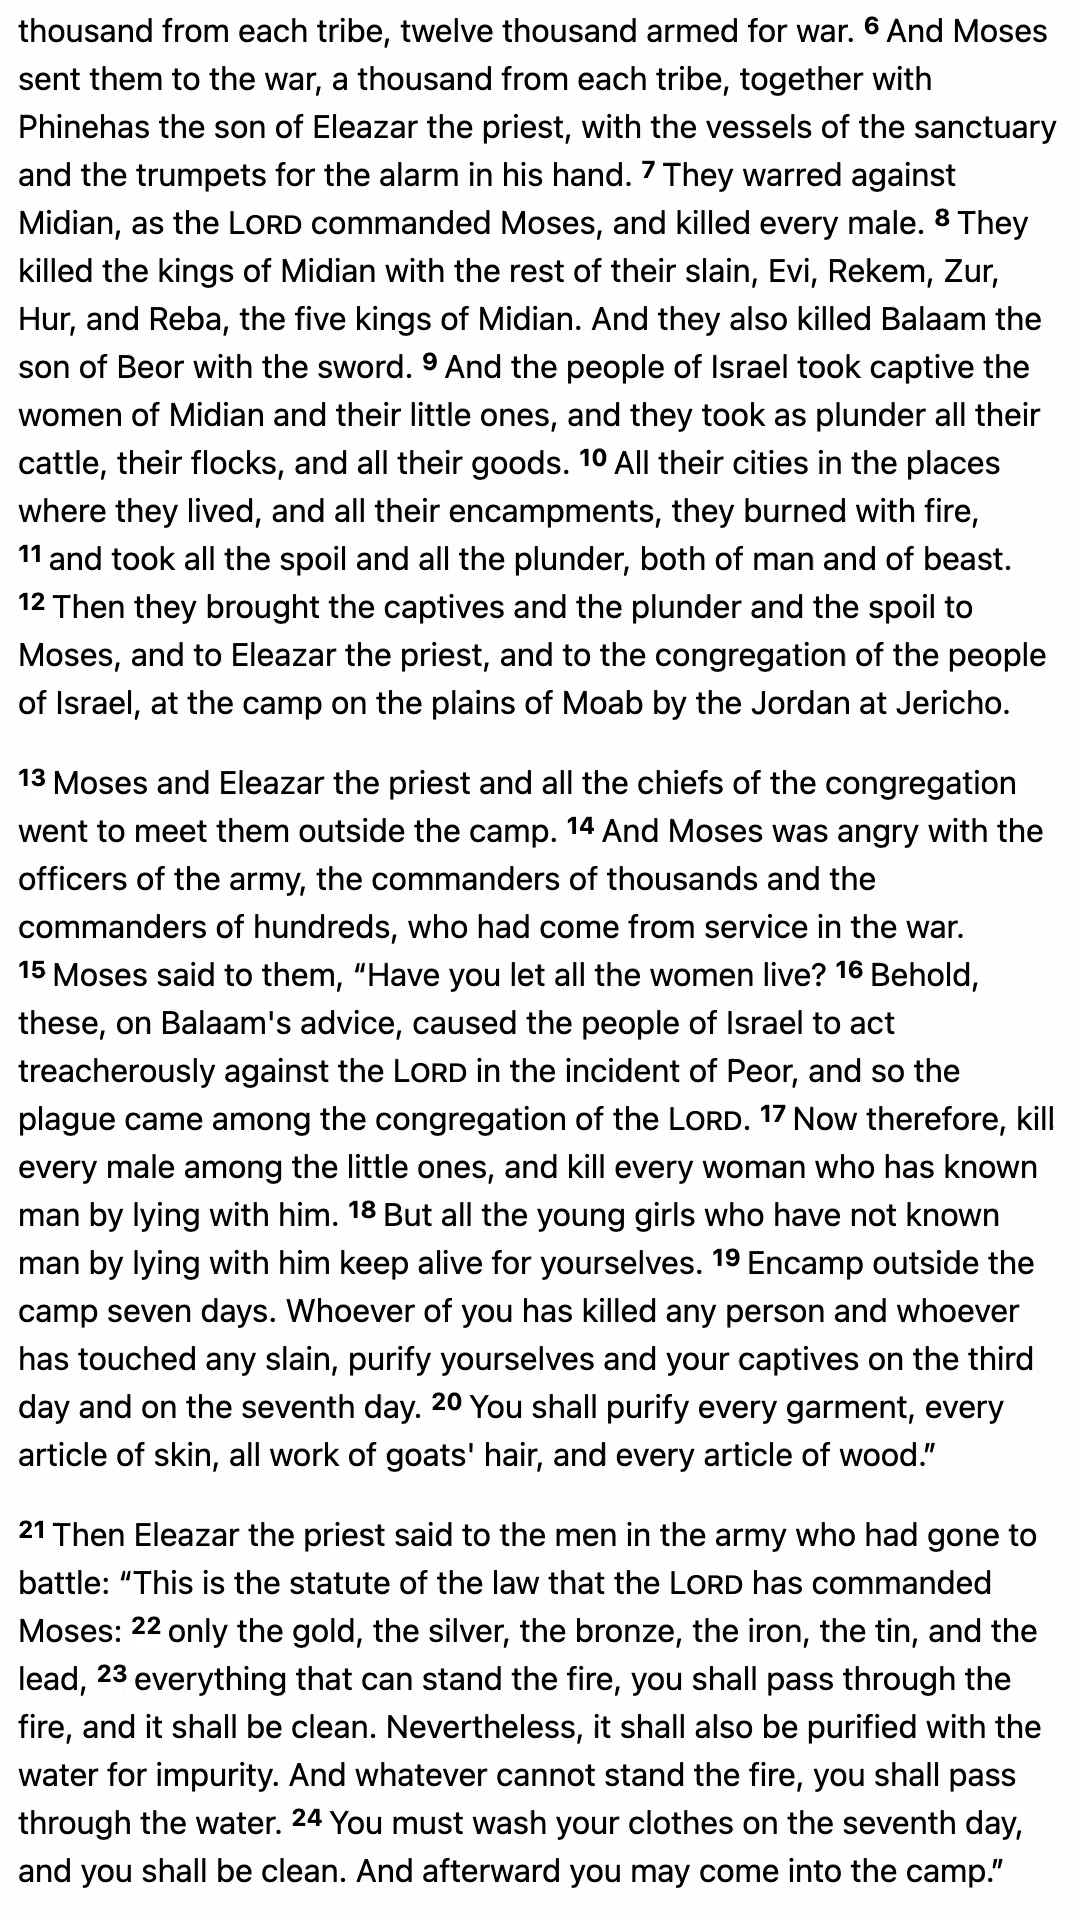 thousand from each tribe, twelve thousand armed for war. 6 And Moses
sent them to the war, a thousand from each tribe, together with
Phinehas the son of Eleazar the priest, with the vessels of the sanctuary
and the trumpets for the alarm in his hand. 7 They warred against
Midian, as the LORD commanded Moses, and killed every male. 8 They
killed the kings of Midian with the rest of their slain, Evi, Rekem, Zur,
Hur, and Reba, the five kings of Midian. And they also killed Balaam the
son of Beor with the sword. 9 And the people of Israel took captive the
women of Midian and their little ones, and they took as plunder all their
cattle, their flocks, and all their goods. 10 All their cities in the places
where they lived, and all their encampments, they burned with fire,
11 and took all the spoil and all the plunder, both of man and of beast.
12 Then they brought the captives and the plunder and the spoil to
Moses, and to Eleazar the priest, and to the congregation of the people
of Israel, at the camp on the plains of Moab by the Jordan at Jericho.
13 Moses and Eleazar the priest and all the chiefs of the congregation
went to meet them outside the camp. 14 And Moses was angry with the
officers of the army, the commanders of thousands and the
commanders of hundreds, who had come from service in the war.
15 Moses said to them, “Have you let all the women live? 16 Behold,
these, on Balaam's advice, caused the people of Israel to act
treacherously against the LORD in the incident of Peor, and so the
plague came among the congregation of the LORD. 17 Now therefore, kill
every male among the little ones, and kill every woman who has known
man by lying with him. 18 But all the young girls who have not known
man by lying with him keep alive for yourselves. 19 Encamp outside the
camp seven days. Whoever of you has killed any person and whoever
has touched any slain, purify yourselves and your captives on the third
day and on the seventh day. 20 You shall purify every garment, every
article of skin, all work of goats' hair, and every article of wood.”
21 Then Eleazar the priest said to the men in the army who had gone to
battle: “This is the statute of the law that the LORD has commanded
Moses: 22 only the gold, the silver, the bronze, the iron, the tin, and the
lead, 23 everything that can stand the fire, you shall pass through the
fire, and it shall be clean. Nevertheless, it shall also be purified with the
water for impurity. And whatever cannot stand the fire, you shall pass
through the water. 24 You must wash your clothes on the seventh day,
and you shall be clean. And afterward you may come into the camp.”